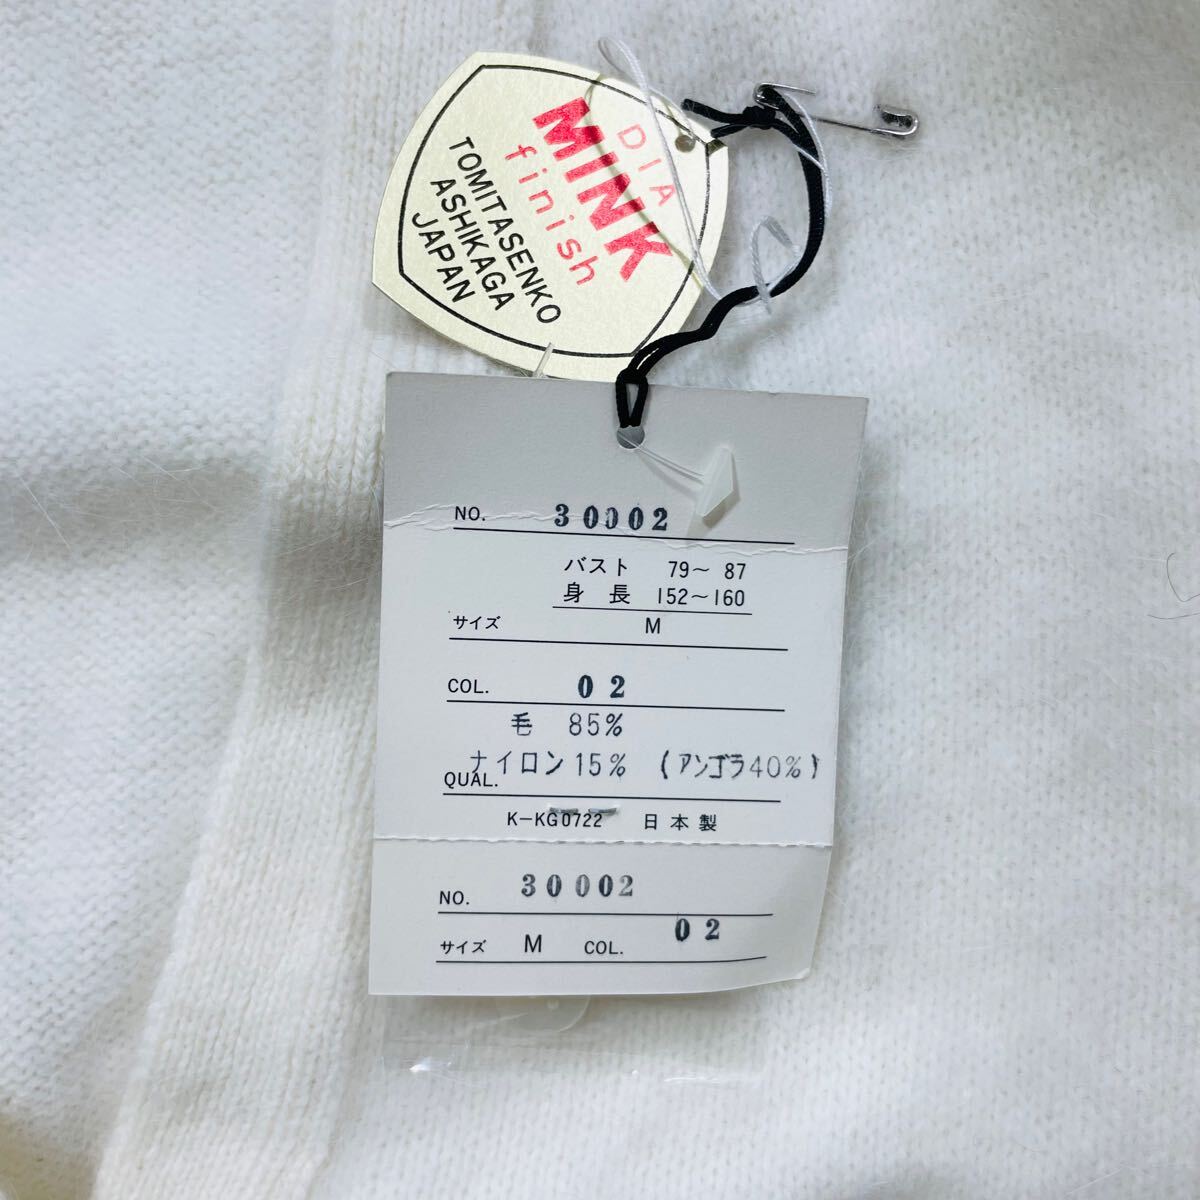 DIA
MINK
finish
TOMITASENKO
ASHIKAGA
JAPAN
NO. 30002
バスト 79~ 87
身長 152~160
サイズ M
COL. 02
毛 85%
ナイロン 15% (アンゴラ40%)
QUAL.
K-KG0722 日本製
NO. 30002
サイズ M COL. 02